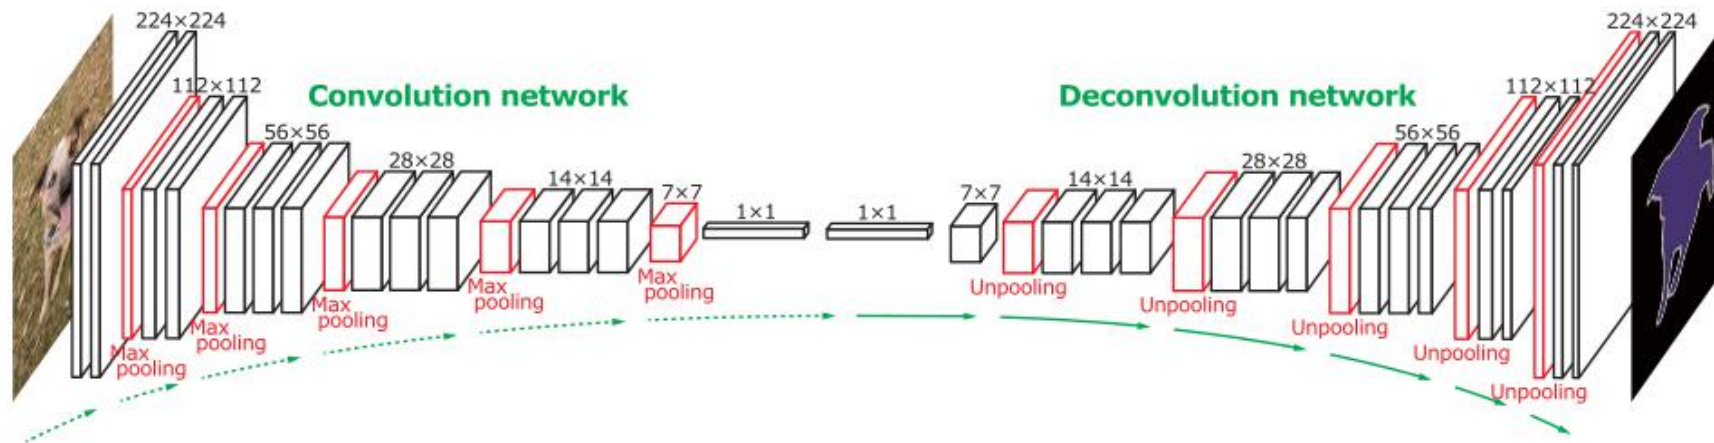 224×224
112×112
Convolution network
56×56
28×28
14×14
7×7
1×1
1×1
7×7
14×14
28×28
Deconvolution network
56×56
112×112
224×224
Max
pooling
Max
pooling
Max
pooling
Max
pooling
Max
pooling
Unpooling
Unpooling
Unpooling
Unpooling
Unpooling